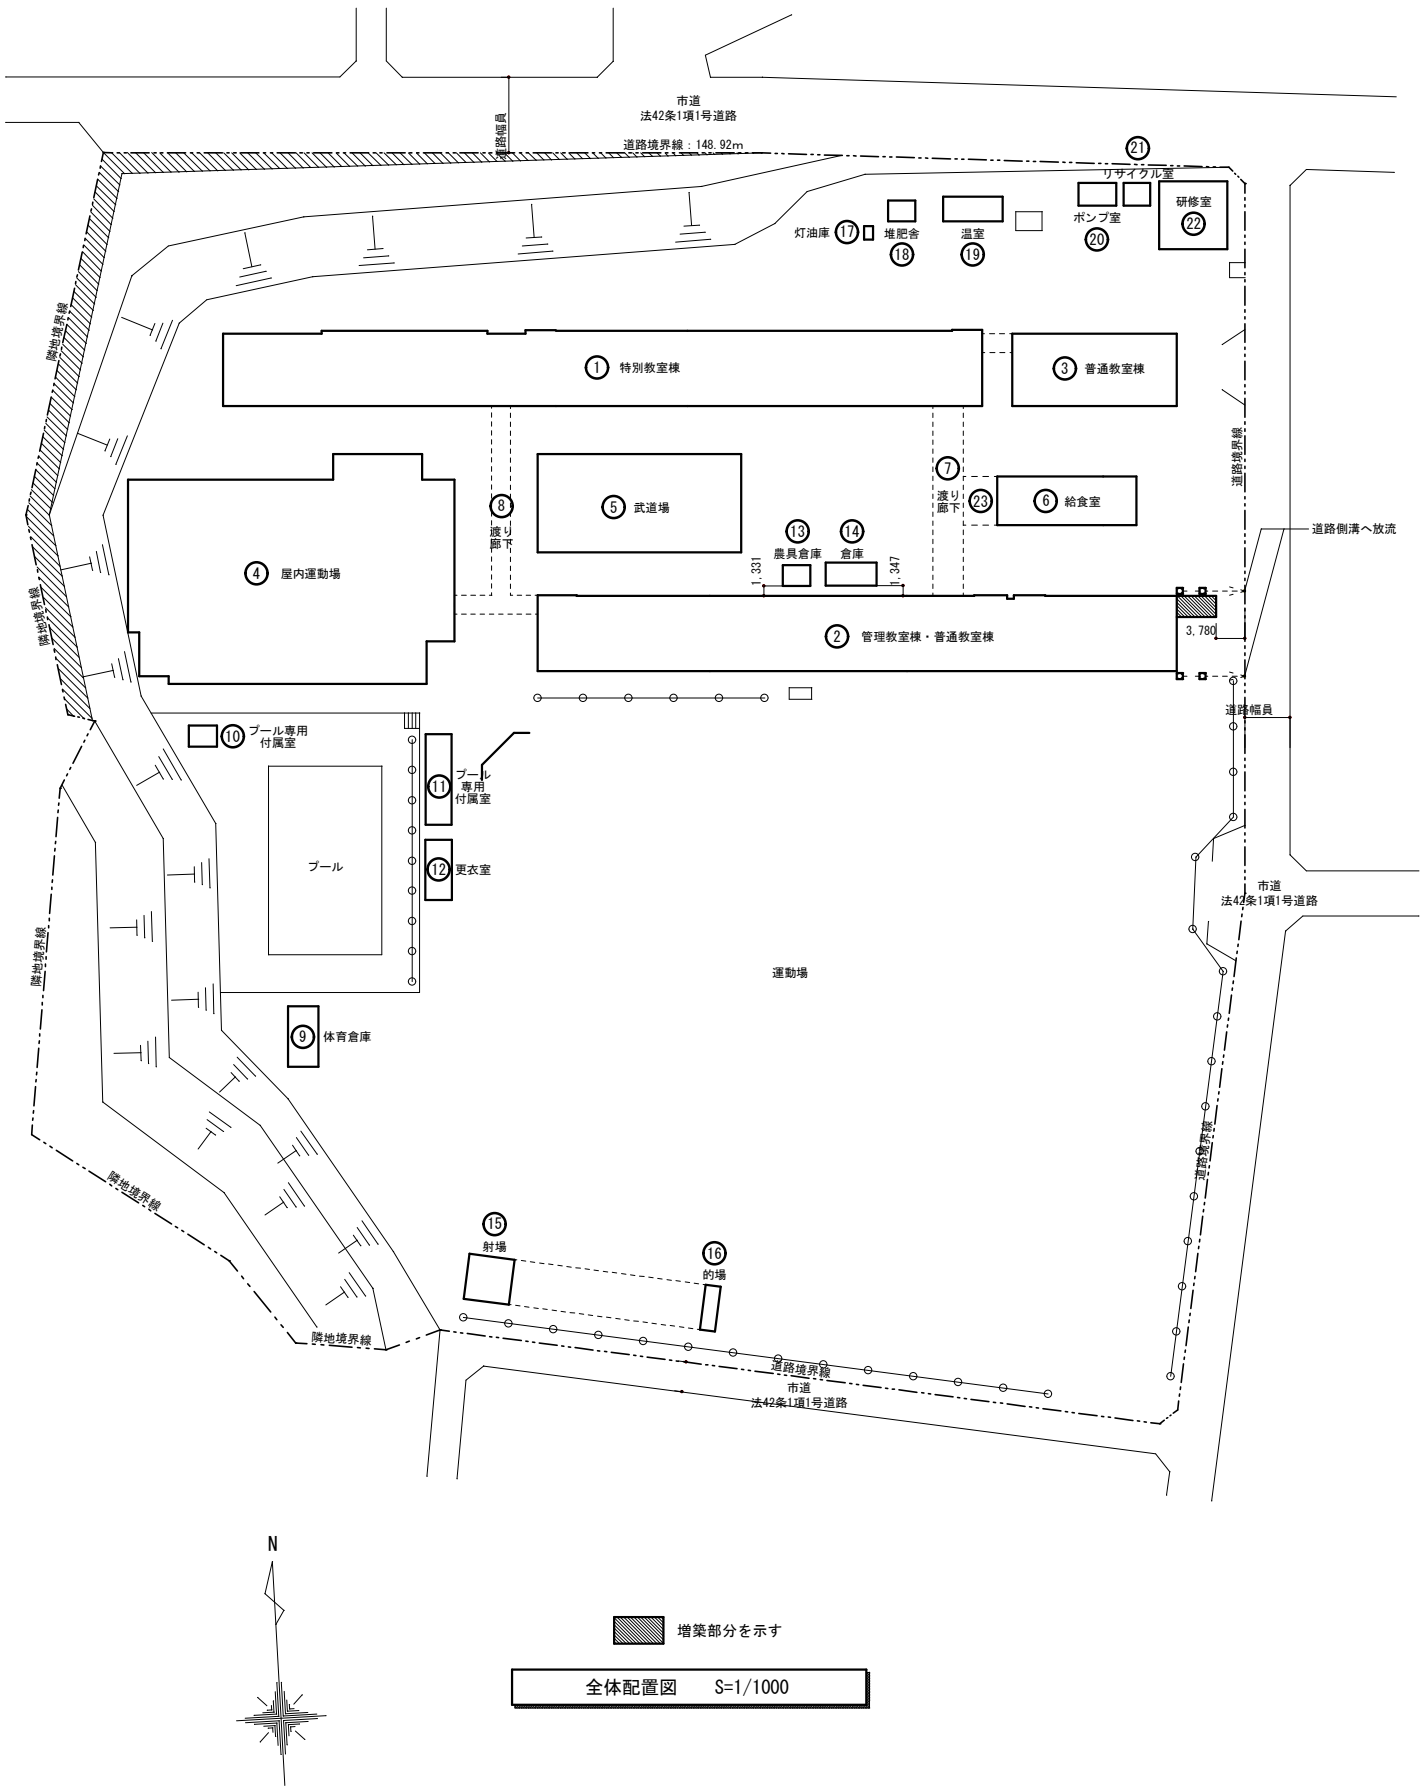 市道
法42条1項1号道路
道路幅員
道路境界線：148.92m
㉑
リサイクル室
研修室
㉒
ポンプ室
⑳
灯油庫 ⑰
堆肥舎
⑱
温室
⑲
隣地境界線
① 特別教室棟
③ 普通教室棟
道路境界線
⑦
渡り
廊下
㉓
⑥ 給食室
⑧
渡り
廊下
⑤ 武道場
⑬
農具倉庫
⑭
倉庫
1,331
1,347
道路側溝へ放流
④ 屋内運動場
隣地境界線
② 管理教室棟・普通教室棟
3,780
道路幅員
⑩ プール専用
付属室
⑪ プール
専用
付属室
プール
⑫ 更衣室
市道
法42条1項1号道路
隣地境界線
運動場
⑨ 体育倉庫
道路境界線
隣地境界線
⑮
射場
⑯
的場
隣地境界線
道路境界線
市道
法42条1項1号道路
N
増築部分を示す
全体配置図 S=1/1000